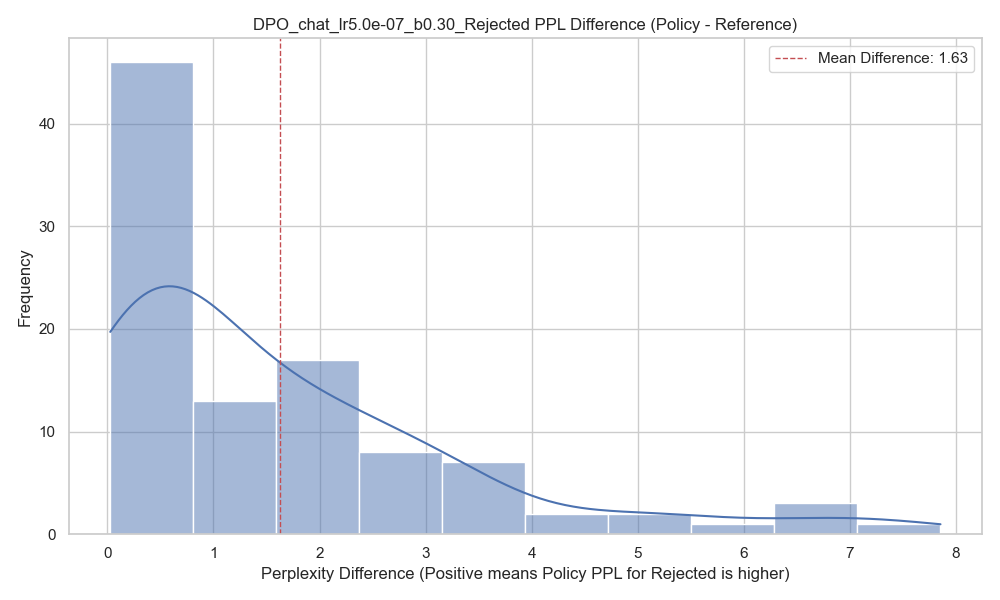 DPO_chat_lr5.0e-07_b0.30_Rejected PPL Difference (Policy - Reference)
Mean Difference: 1.63
Frequency
40
30
20
10
0
0 1 2 3 4 5 6 7 8
Perplexity Difference (Positive means Policy PPL for Rejected is higher)